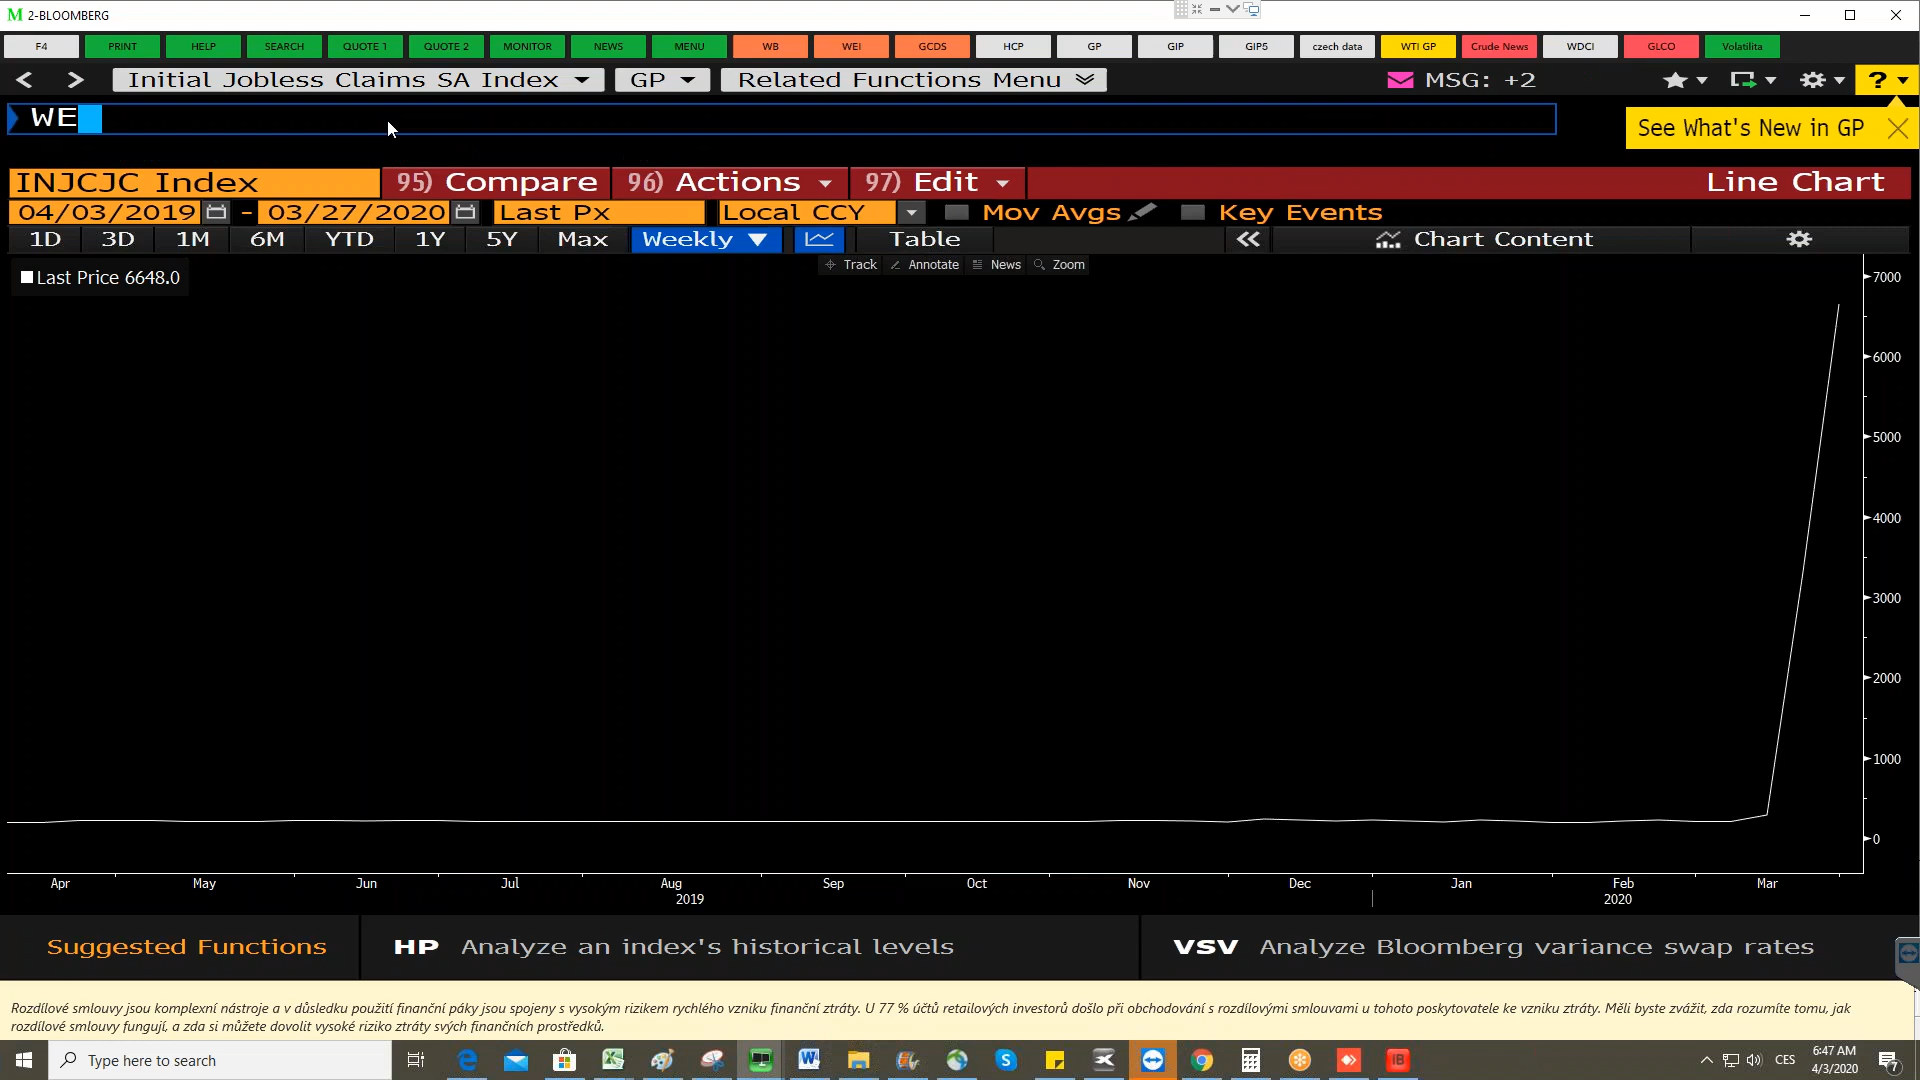 2-BLOOMBERG
F4 PRINT HELP SEARCH QUOTE 1 QUOTE 2 MONITOR NEWS MENU WB WEI GCDS HCP GP GIP GIPS czech data WTI GP Crude News WDCI GLCO Volatilita
Initial Jobless Claims SA Index GP Related Functions Menu MSG: +2 ?
WE
See What's New in GP
INJCJC Index 95) Compare 96) Actions 97) Edit Line Chart
04/03/2019 - 03/27/2020 Last Px Local CCY Mov Avgs Key Events
1D 3D 1M 6M YTD 1Y 5Y Max Weekly Table Chart Content
Track Annotate News Zoom
Last Price 6648.0
7000
6000
5000
4000
3000
2000
1000
0
Apr May Jun Jul Aug Sep Oct Nov Dec Jan Feb Mar
2019 2020
Suggested Functions HP Analyze an index's historical levels VSV Analyze Bloomberg variance swap rates
Rozdílové smlouvy jsou komplexní nástroje a v důsledku použití finanční páky jsou spojeny s vysokým rizikem rychlého vzniku finanční ztráty. U 77 % účtů retailových investorů došlo při obchodování s rozdílovými smlouvami u tohoto poskytovatele ke vzniku ztráty. Měli byste zvážit, zda rozumíte tomu, jak
rozdílové smlouvy fungují, a zda si můžete dovolit vysoké riziko ztráty svých finančních prostředků.
Type here to search CES 6:47 AM
4/3/2020 7